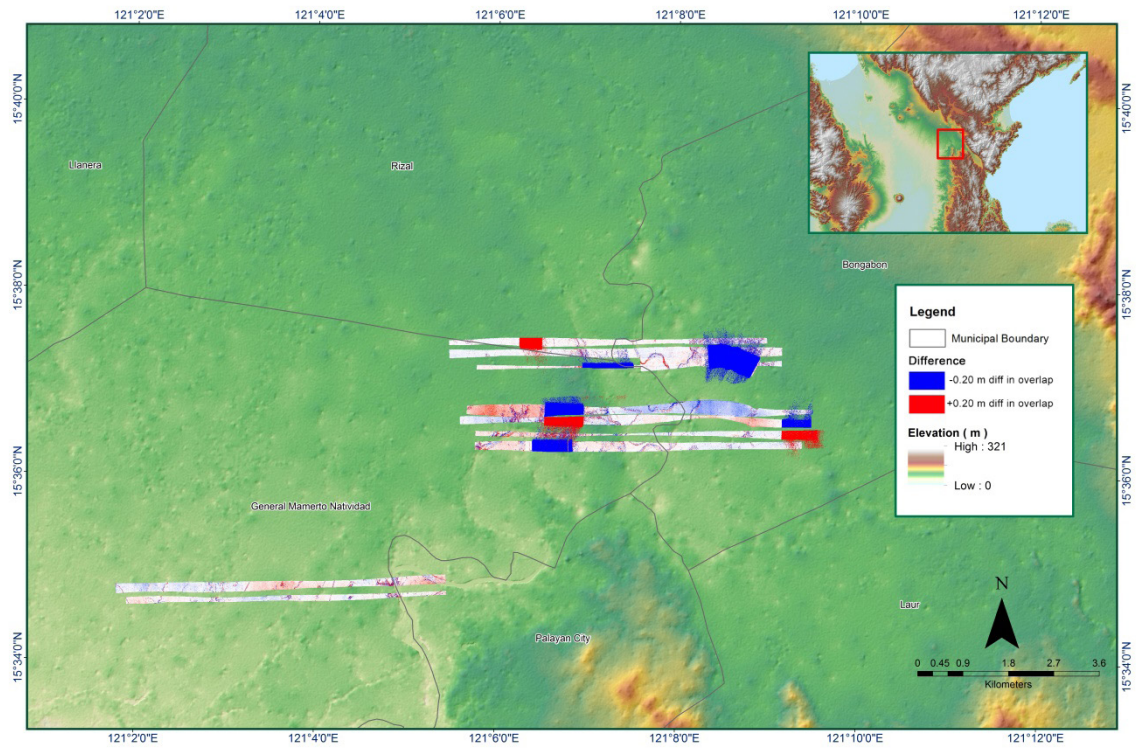 121°2'0"E 121°4'0"E 121°6'0"E 121°8'0"E 121°10'0"E 121°12'0"E
15°40'0"N 15°40'0"N
Llanera
Rizal
Bongabon
15°38'0"N 15°38'0"N
Legend
Municipal Boundary
Difference
-0.20 m diff in overlap
+0.20 m diff in overlap
Elevation ( m )
High : 321
Low : 0
15°36'0"N 15°36'0"N
General Mamerto Natividad
N
Laur
Palayan City
15°34'0"N 15°34'0"N
0 0.45 0.9 1.8 2.7 3.6
Kilometers
121°2'0"E 121°4'0"E 121°6'0"E 121°8'0"E 121°10'0"E 121°12'0"E